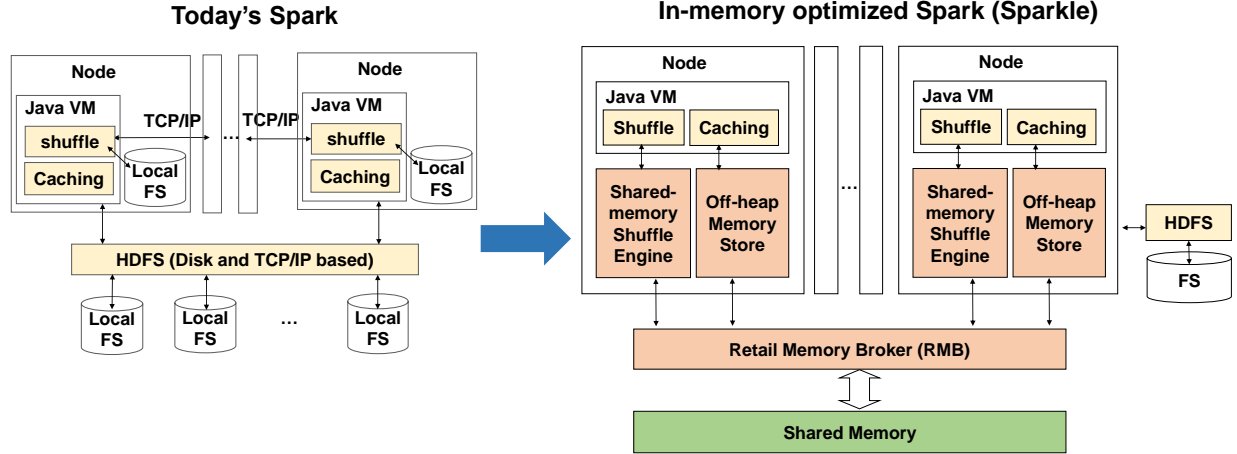 Today's Spark
Node
Java VM
shuffle
Caching
Local
FS
TCP/IP
...
TCP/IP
Node
Java VM
shuffle
Caching
Local
FS
HDFS (Disk and TCP/IP based)
Local
FS
Local
FS
...
Local
FS
In-memory optimized Spark (Sparkle)
Node
Java VM
Shuffle
Caching
Shared-
memory
Shuffle
Engine
Off-heap
Memory
Store
...
Node
Java VM
Shuffle
Caching
Shared-
memory
Shuffle
Engine
Off-heap
Memory
Store
HDFS
FS
Retail Memory Broker (RMB)
Shared Memory